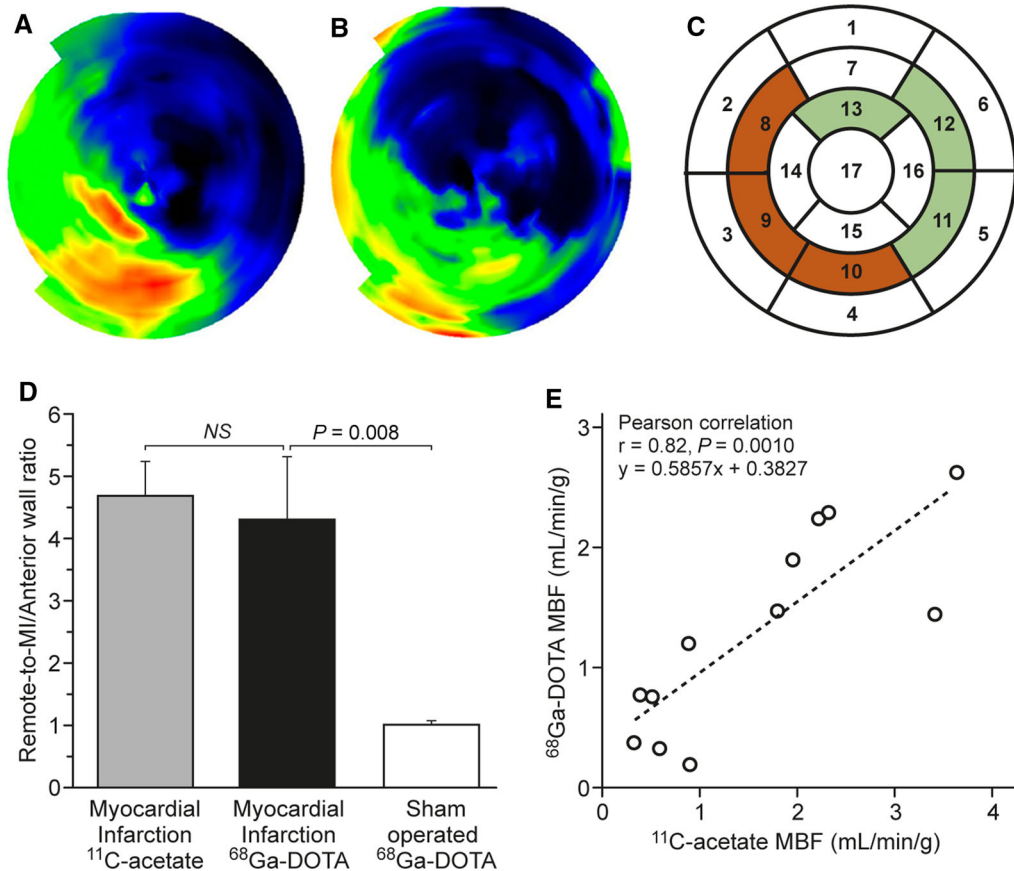 A
B
C
1
7
2
6
8
13
12
14
17
16
3
9
15
11
5
10
4
D
Remote-to-MI/Anterior wall ratio
6
5
4
3
2
1
0
NS
P = 0.008
Myocardial
Infarction
¹¹C-acetate
Myocardial
Infarction
⁶⁸Ga-DOTA
Sham
operated
⁶⁸Ga-DOTA
E
Pearson correlation
r = 0.82, P = 0.0010
y = 0.5857x + 0.3827
⁶⁸Ga-DOTA MBF (mL/min/g)
3
2
1
0
0 1 2 3 4
¹¹C-acetate MBF (mL/min/g)